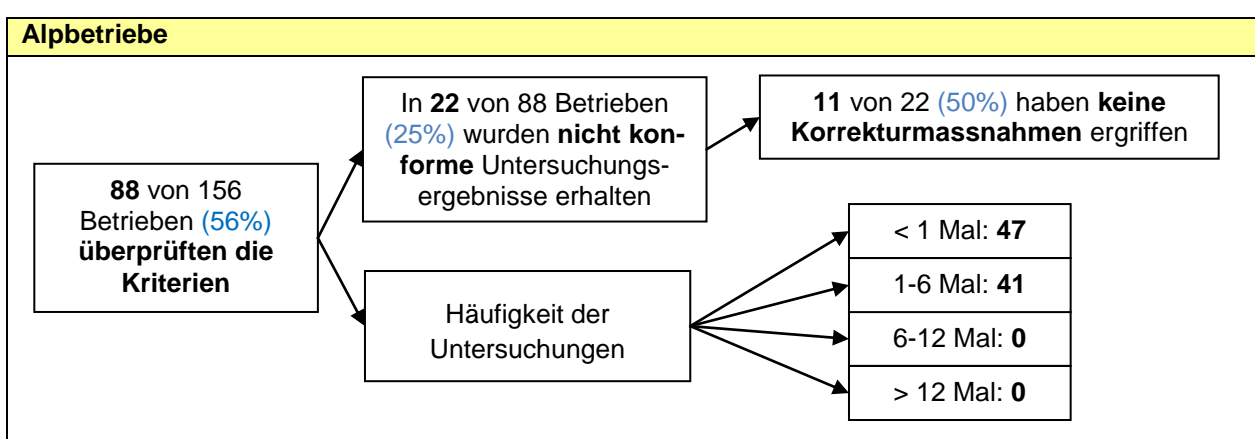 Alpbetriebe
88 von 156
Betrieben (56%)
überprüften die
Kriterien
In 22 von 88 Betrieben
(25%) wurden nicht kon-
forme Untersuchungs-
ergebnisse erhalten
11 von 22 (50%) haben keine
Korrekturmassnahmen ergriffen
Häufigkeit der
Untersuchungen
< 1 Mal: 47
1-6 Mal: 41
6-12 Mal: 0
> 12 Mal: 0